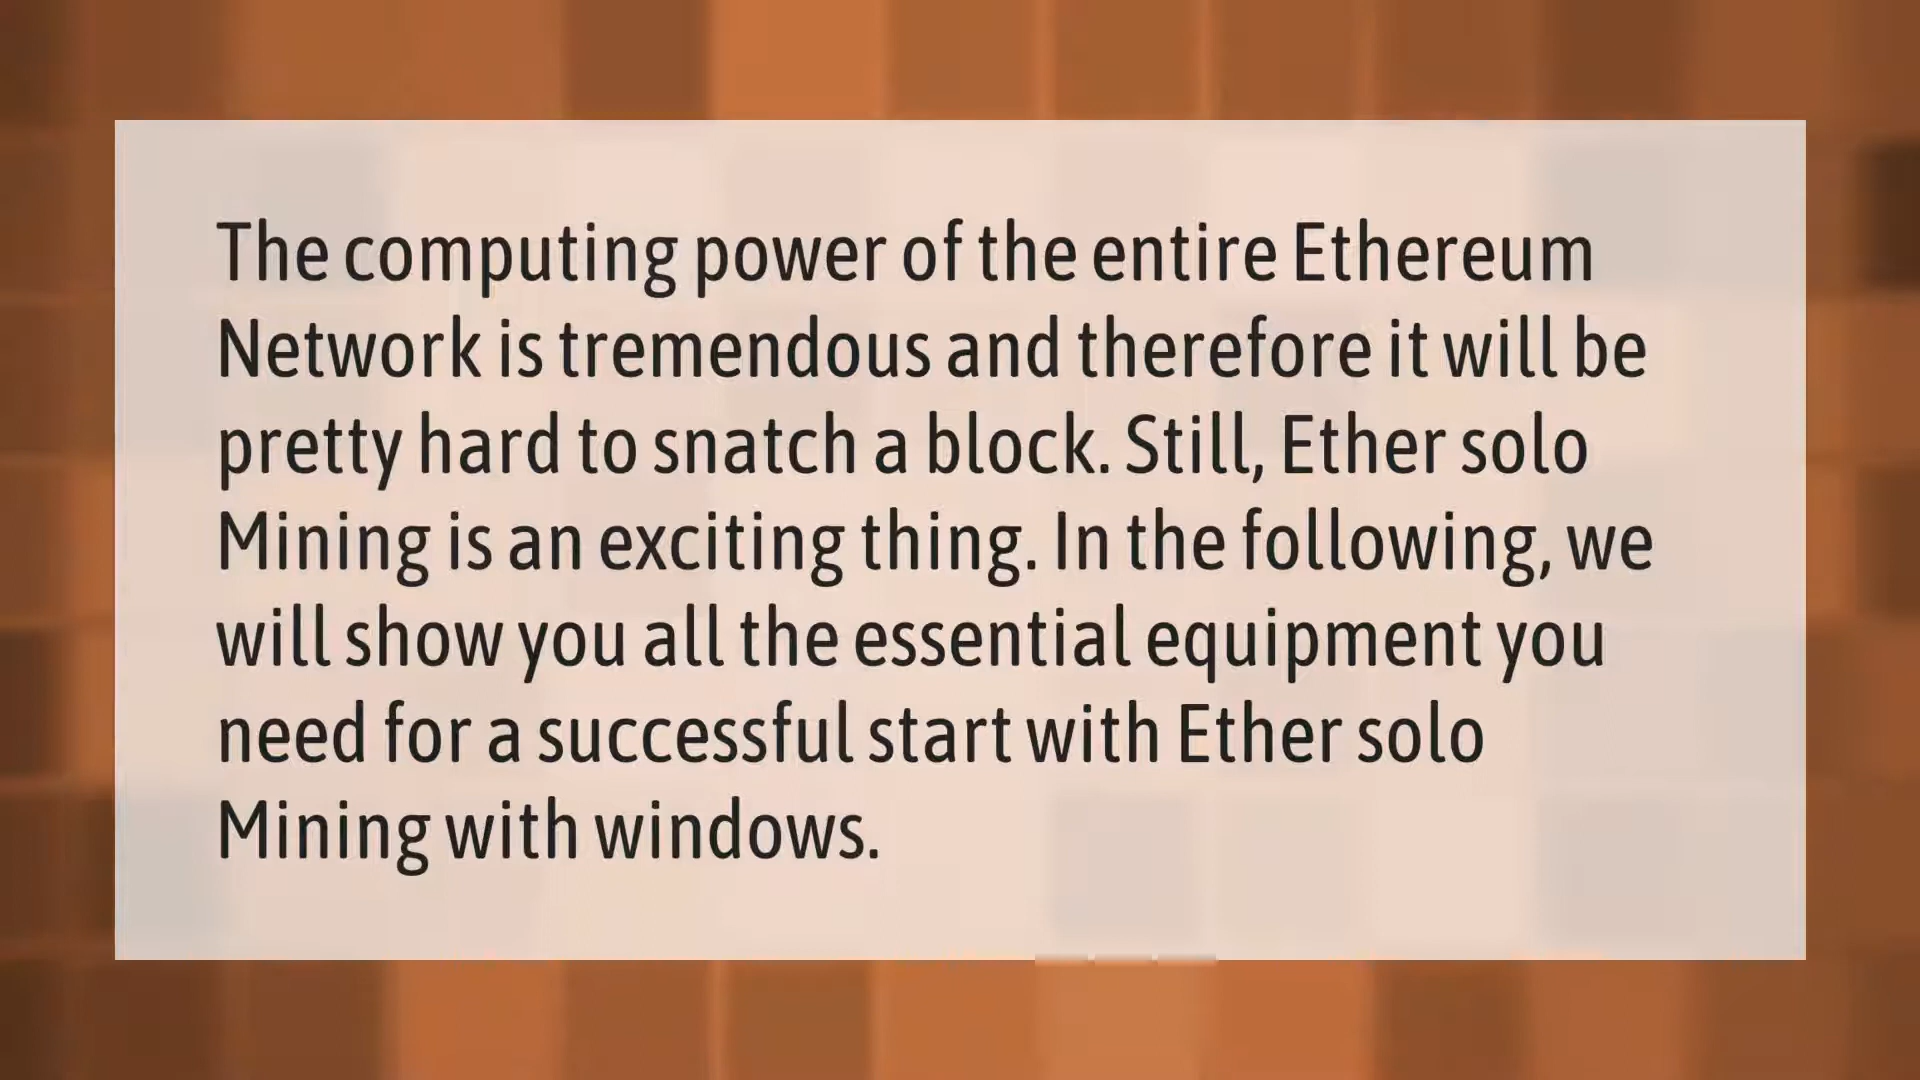 The computing power of the entire Ethereum
Network is tremendous and therefore it will be
pretty hard to snatch a block. Still, Ether solo
Mining is an exciting thing. In the following, we
will show you all the essential equipment you
need for a successful start with Ether solo
Mining with windows.